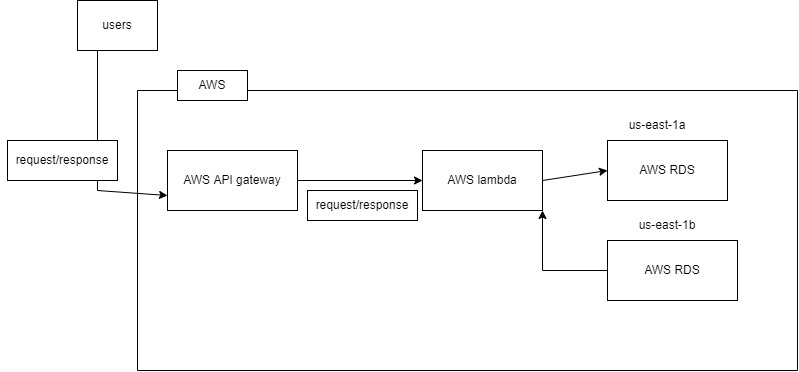 users
AWS
us-east-1a
request/response
AWS API gateway
AWS lambda
AWS RDS
request/response
us-east-1b
AWS RDS